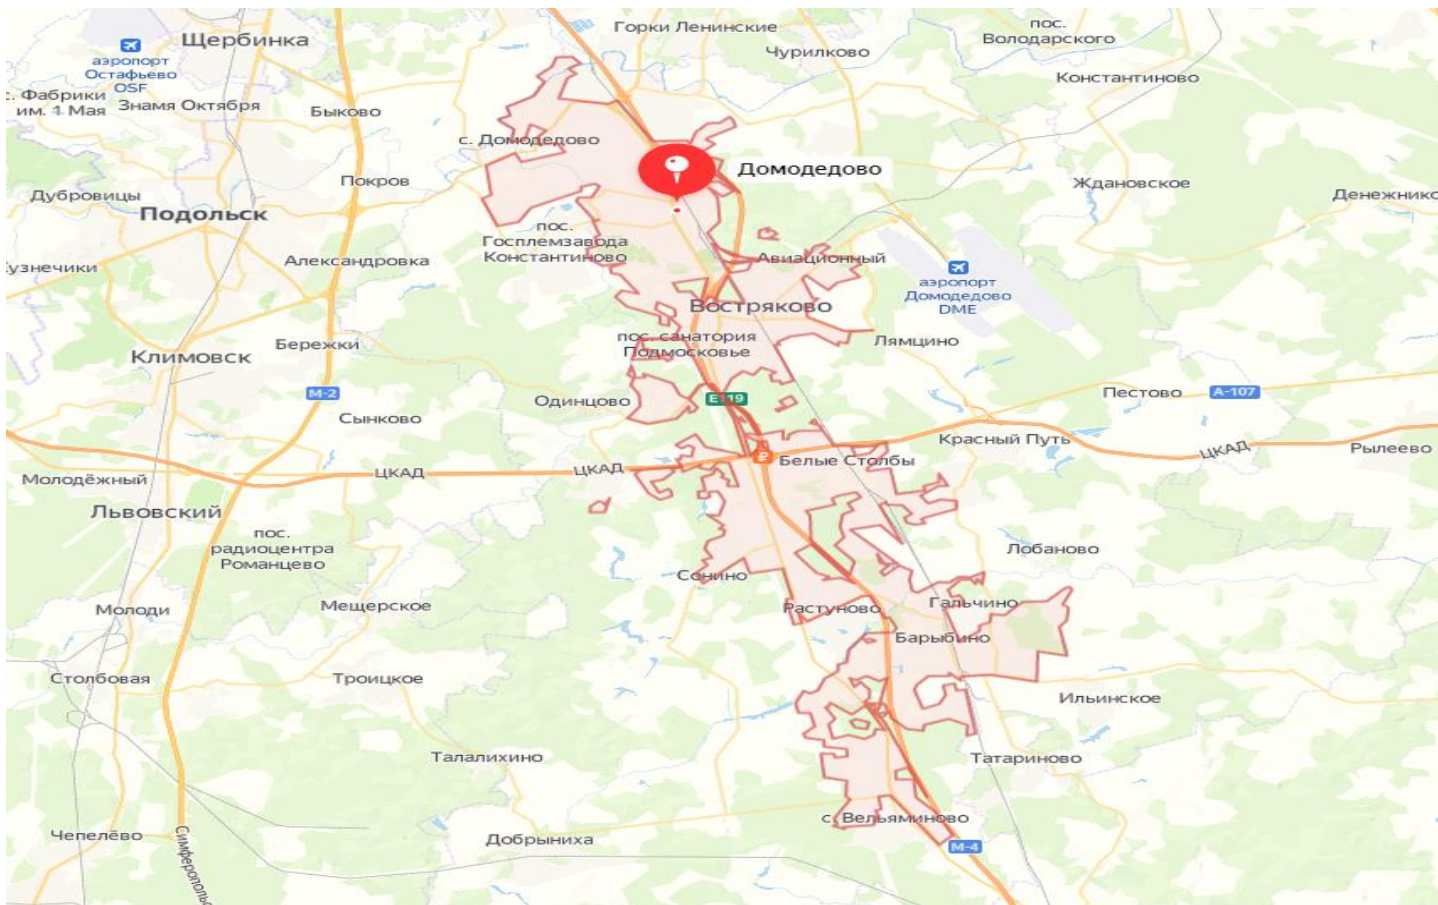 Горки Ленинские
пос.
Володарского
Щербинка
Чурилково
аэропорт
Остафьево
OSF
Константиново
с. Фабрики
им. 1 Мая
Знамя Октября
Быково
с. Домодедово
Домодедово
Покров
Ждановское
Дубровицы
Денежнико
Подольск
пос.
Госплемзавода
Константиново
Александровка
Авиационный
аэропорт
Домодедово
DME
узнечики
Востряково
пос. санатория
Подмосковье
Лямцино
Бережки
Климовск
М-2
Е119
Пестово
А-107
Одинцово
Сынково
Красный Путь
ЦКАД
Рылеево
ЦКАД
ЦКАД
Белые Столбы
Молодёжный
Львовский
пос.
радиоцентра
Романцево
Лобаново
Сонино
Молоди
Мещерское
Растуново
Гальчино
Барыбино
Столбовая
Троицкое
Ильинское
Талалихино
Татариново
с. Вельяминово
Чепелёво
Добрыниха
М-4
Симферопольс